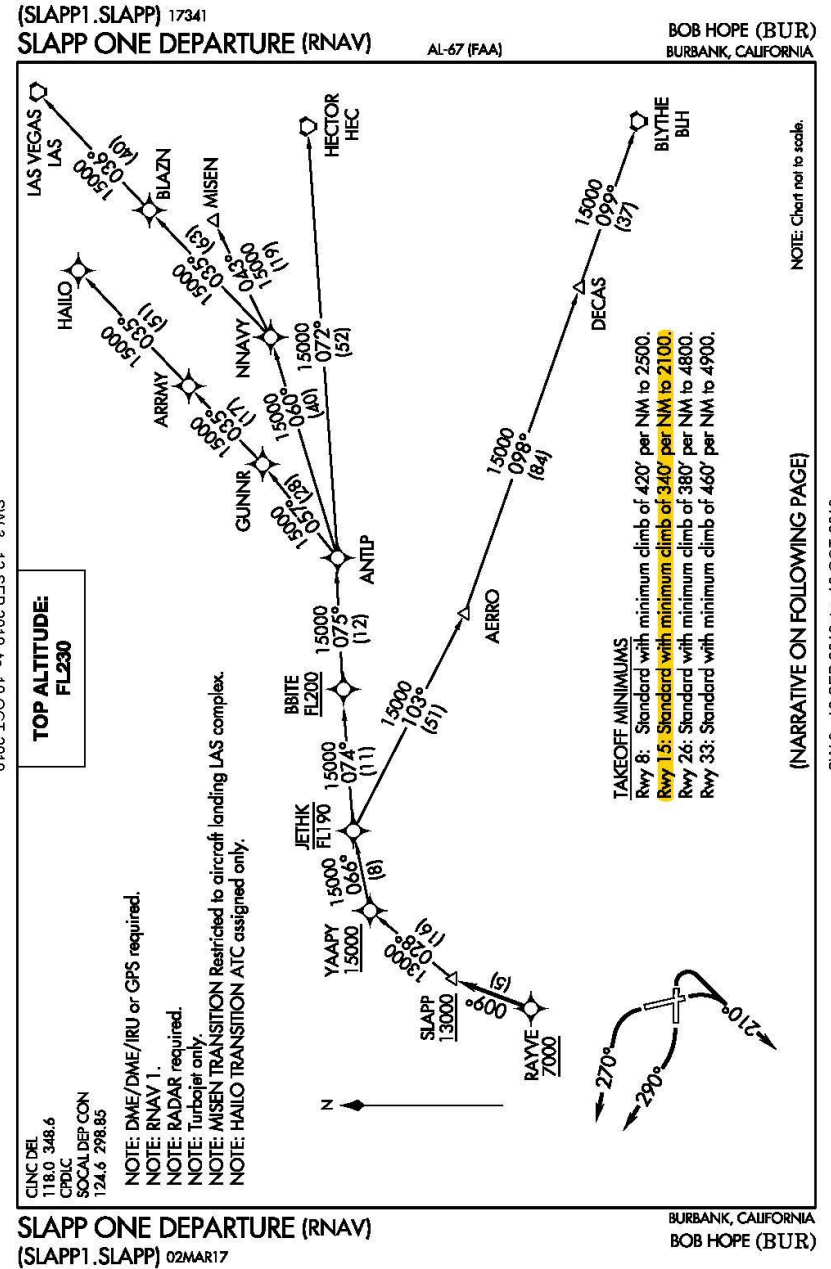 (SLAPP1.SLAPP) 17341
SLAPP ONE DEPARTURE (RNAV)
AL-67 (FAA)
BOB HOPE (BUR)
BURBANK, CALIFORNIA
CLNC DEL
118.0 348.6
CPDLC
SOCAL DEP CON
124.6 298.85
TOP ALTITUDE:
FL230
NOTE: DME/DME/IRU or GPS required.
NOTE: RNAV 1.
NOTE: RADAR required.
NOTE: Turbojet only.
NOTE: MISEN TRANSITION Restricted to aircraft landing LAS complex.
NOTE: HAILO TRANSITION ATC assigned only.
LAS VEGAS
LAS
15000
036°
(40)
BLAZN
HAILO
15000
035°
(51)
15000
035°
(63)
MISEN
15000
043°
(19)
ARRMY
NNAVY
15000
035°
(17)
GUNNR
15000
057°
(28)
15000
060°
(40)
15000
072°
(52)
HECTOR
HEC
ANTLP
15000
075°
(12)
BBITE
FL200
15000
074°
(11)
JETHK
FL190
15000
066°
(8)
YAAPY
15000
13000
028°
(16)
SLAPP
13000
009°
(5)
RAYVE
7000
N
15000
103°
(51)
AERRO
15000
098°
(84)
DECAS
15000
099°
(37)
BLYTHE
BLH
270°
290°
210°
TAKEOFF MINIMUMS
Rwy 8: Standard with minimum climb of 420' per NM to 2500.
Rwy 15: Standard with minimum climb of 340' per NM to 2100.
Rwy 26: Standard with minimum climb of 380' per NM to 4800.
Rwy 33: Standard with minimum climb of 460' per NM to 4900.
(NARRATIVE ON FOLLOWING PAGE)
NOTE: Chart not to scale.
SLAPP ONE DEPARTURE (RNAV)
(SLAPP1.SLAPP) 02MAR17
BURBANK, CALIFORNIA
BOB HOPE (BUR)